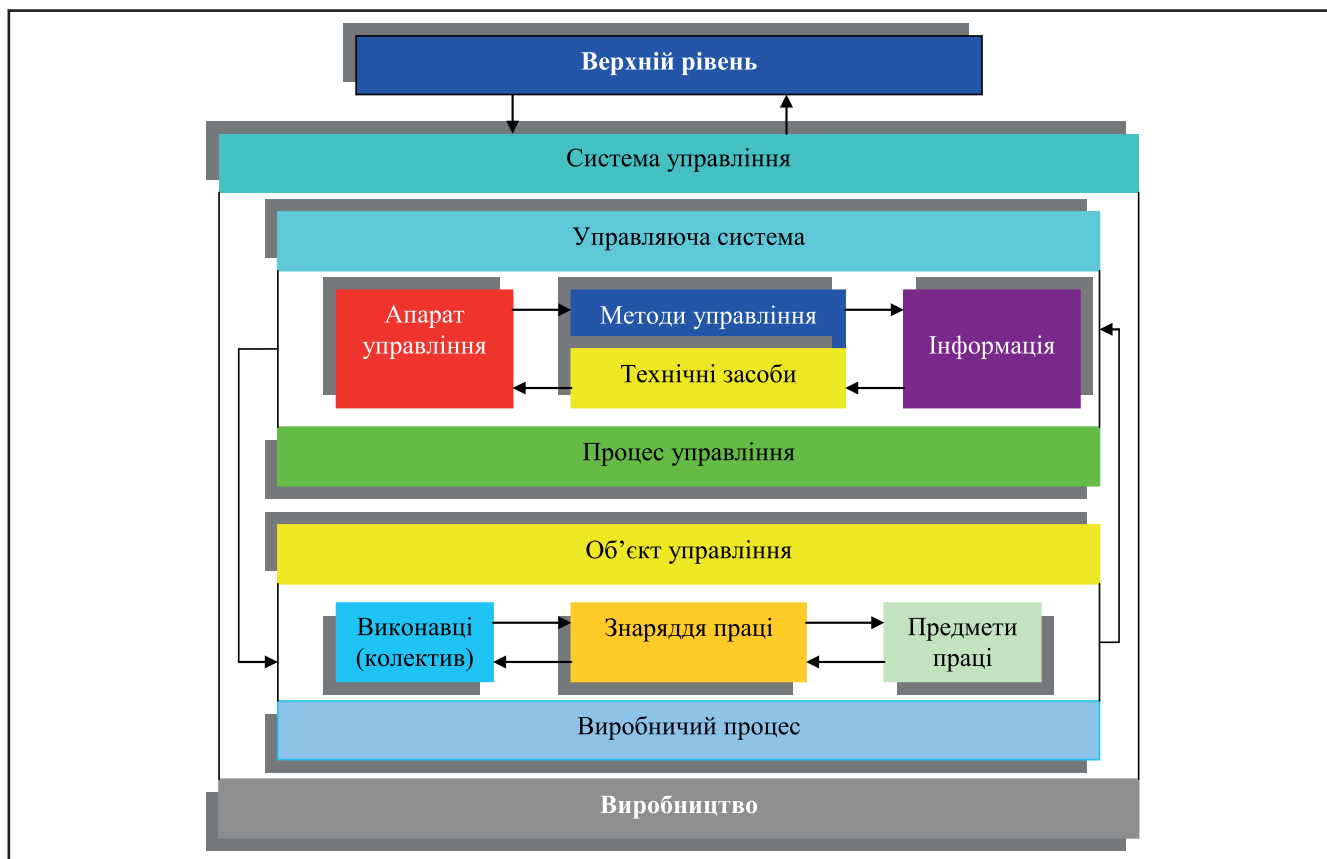 Верхній рівень
Система управління
Управляюча система
Апарат
управління
Методи управління
Технічні засоби
Інформація
Процес управління
Об’єкт управління
Виконавці
(колектив)
Знаряддя праці
Предмети
праці
Виробничий процес
Виробництво